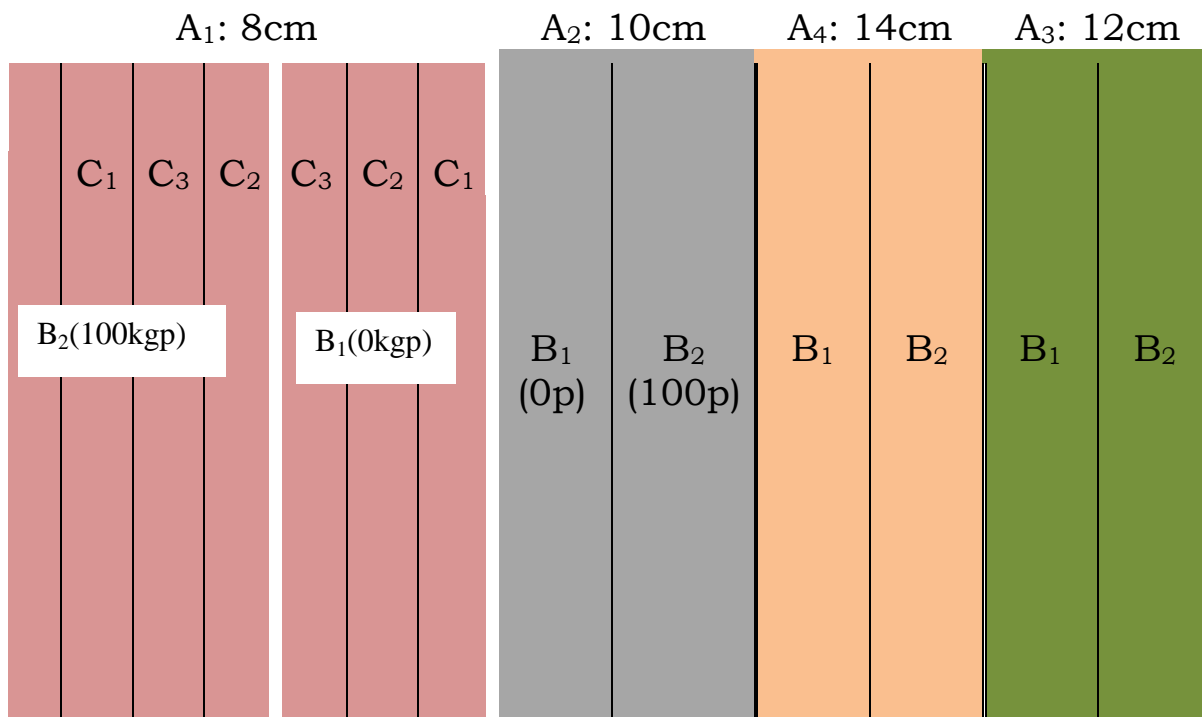 A₁: 8cm A₂: 10cm A₄: 14cm A₃: 12cm
C₁ C₃ C₂ C₃ C₂ C₁
B₂(100kgp) B₁(0kgp)
B₁ B₂ B₁ B₂ B₁ B₂
(0p) (100p)